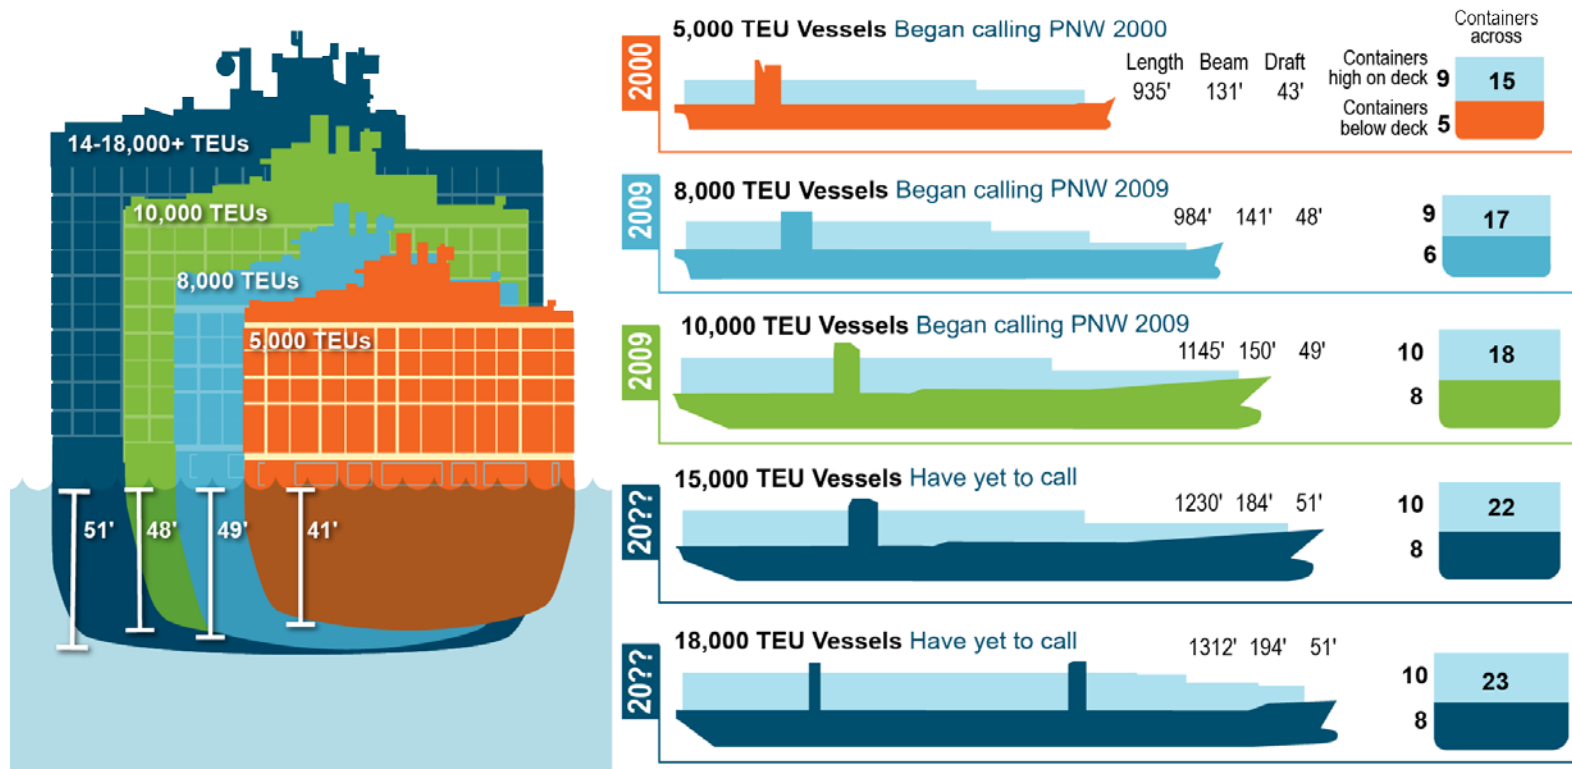 14-18,000+ TEUs
10,000 TEUs
8,000 TEUs
5,000 TEUs
51'
48'
49'
41'
2000
5,000 TEU Vessels Began calling PNW 2000
Length Beam Draft
935' 131' 43'
Containers across
Containers high on deck 9 15
Containers below deck 5
2009
8,000 TEU Vessels Began calling PNW 2009
984' 141' 48'
9 17
6
2009
10,000 TEU Vessels Began calling PNW 2009
1145' 150' 49'
10 18
8
20??
15,000 TEU Vessels Have yet to call
1230' 184' 51'
10 22
8
20??
18,000 TEU Vessels Have yet to call
1312' 194' 51'
10 23
8